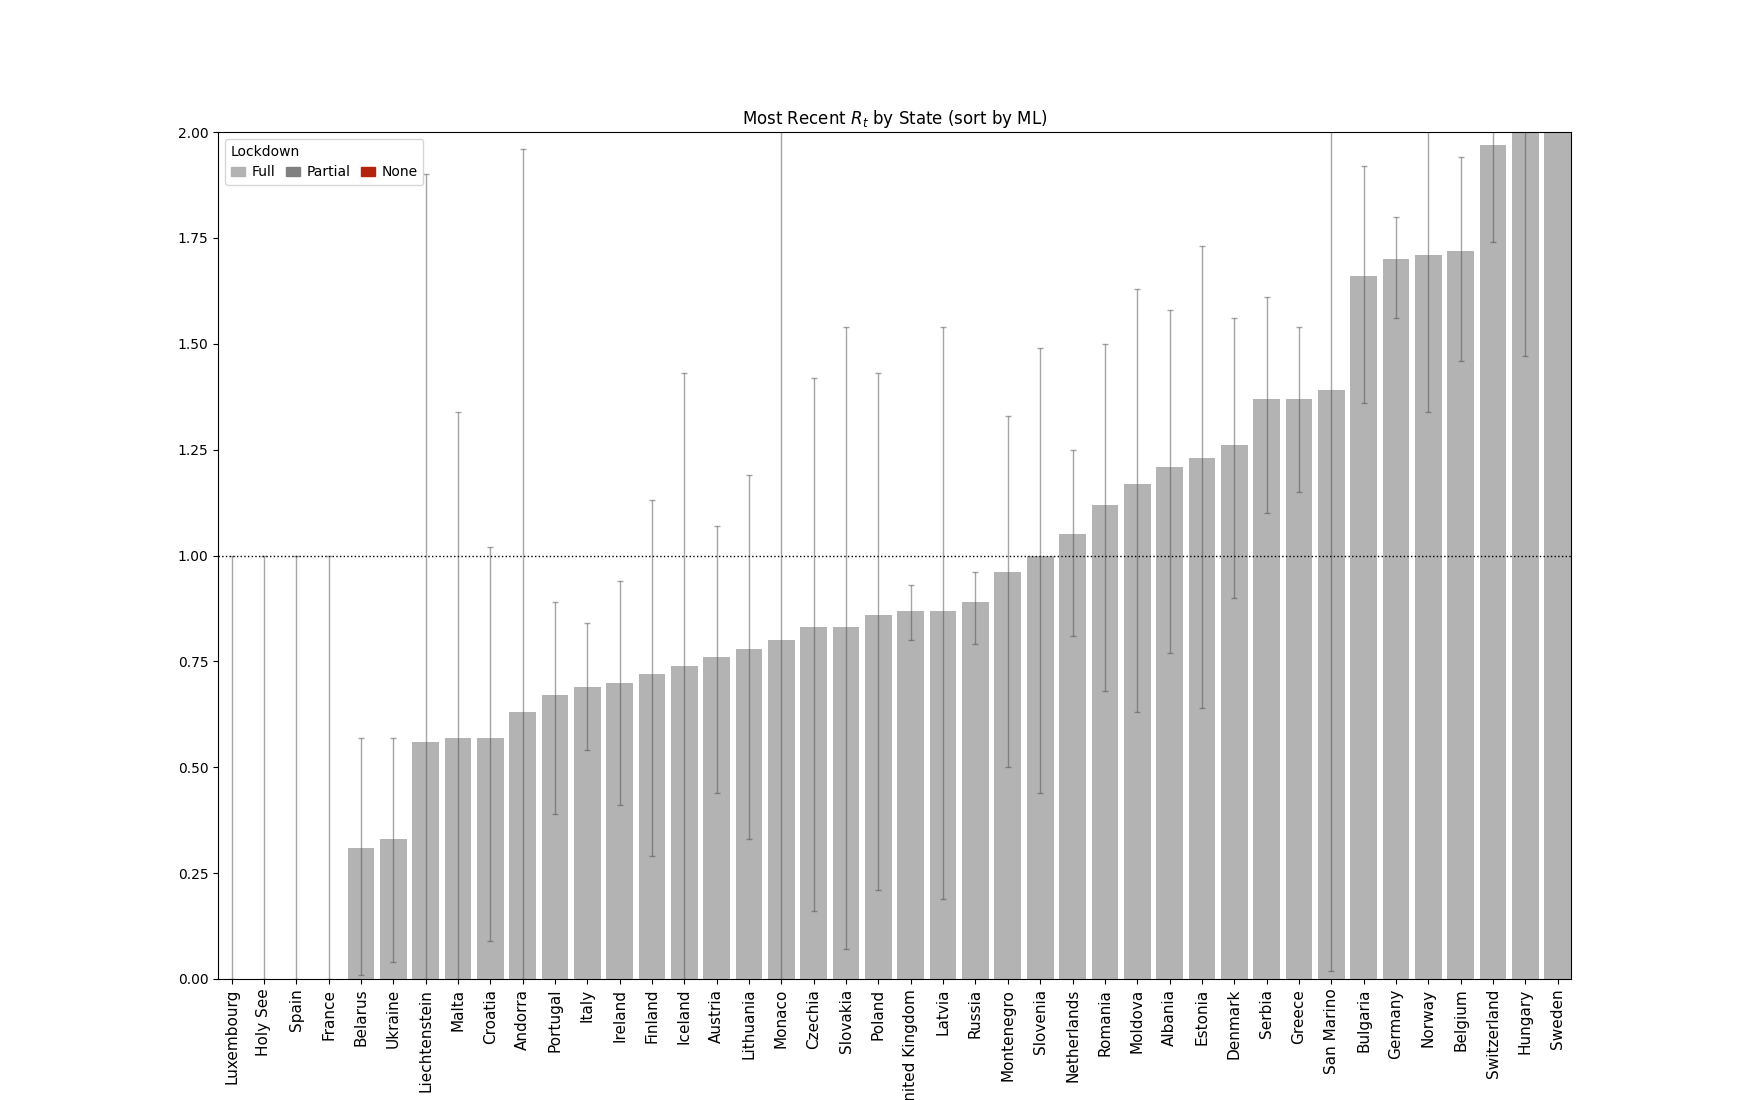 Most Recent Rt by State (sort by ML)
Lockdown
Full Partial None
2.00
1.75
1.50
1.25
1.00
0.75
0.50
0.25
0.00
Luxembourg
Holy See
Spain
France
Belarus
Ukraine
Liechtenstein
Malta
Croatia
Andorra
Portugal
Italy
Ireland
Finland
Iceland
Austria
Lithuania
Monaco
Czechia
Slovakia
Poland
nited Kingdom
Latvia
Russia
Montenegro
Slovenia
Netherlands
Romania
Moldova
Albania
Estonia
Denmark
Serbia
Greece
San Marino
Bulgaria
Germany
Norway
Belgium
Switzerland
Hungary
Sweden